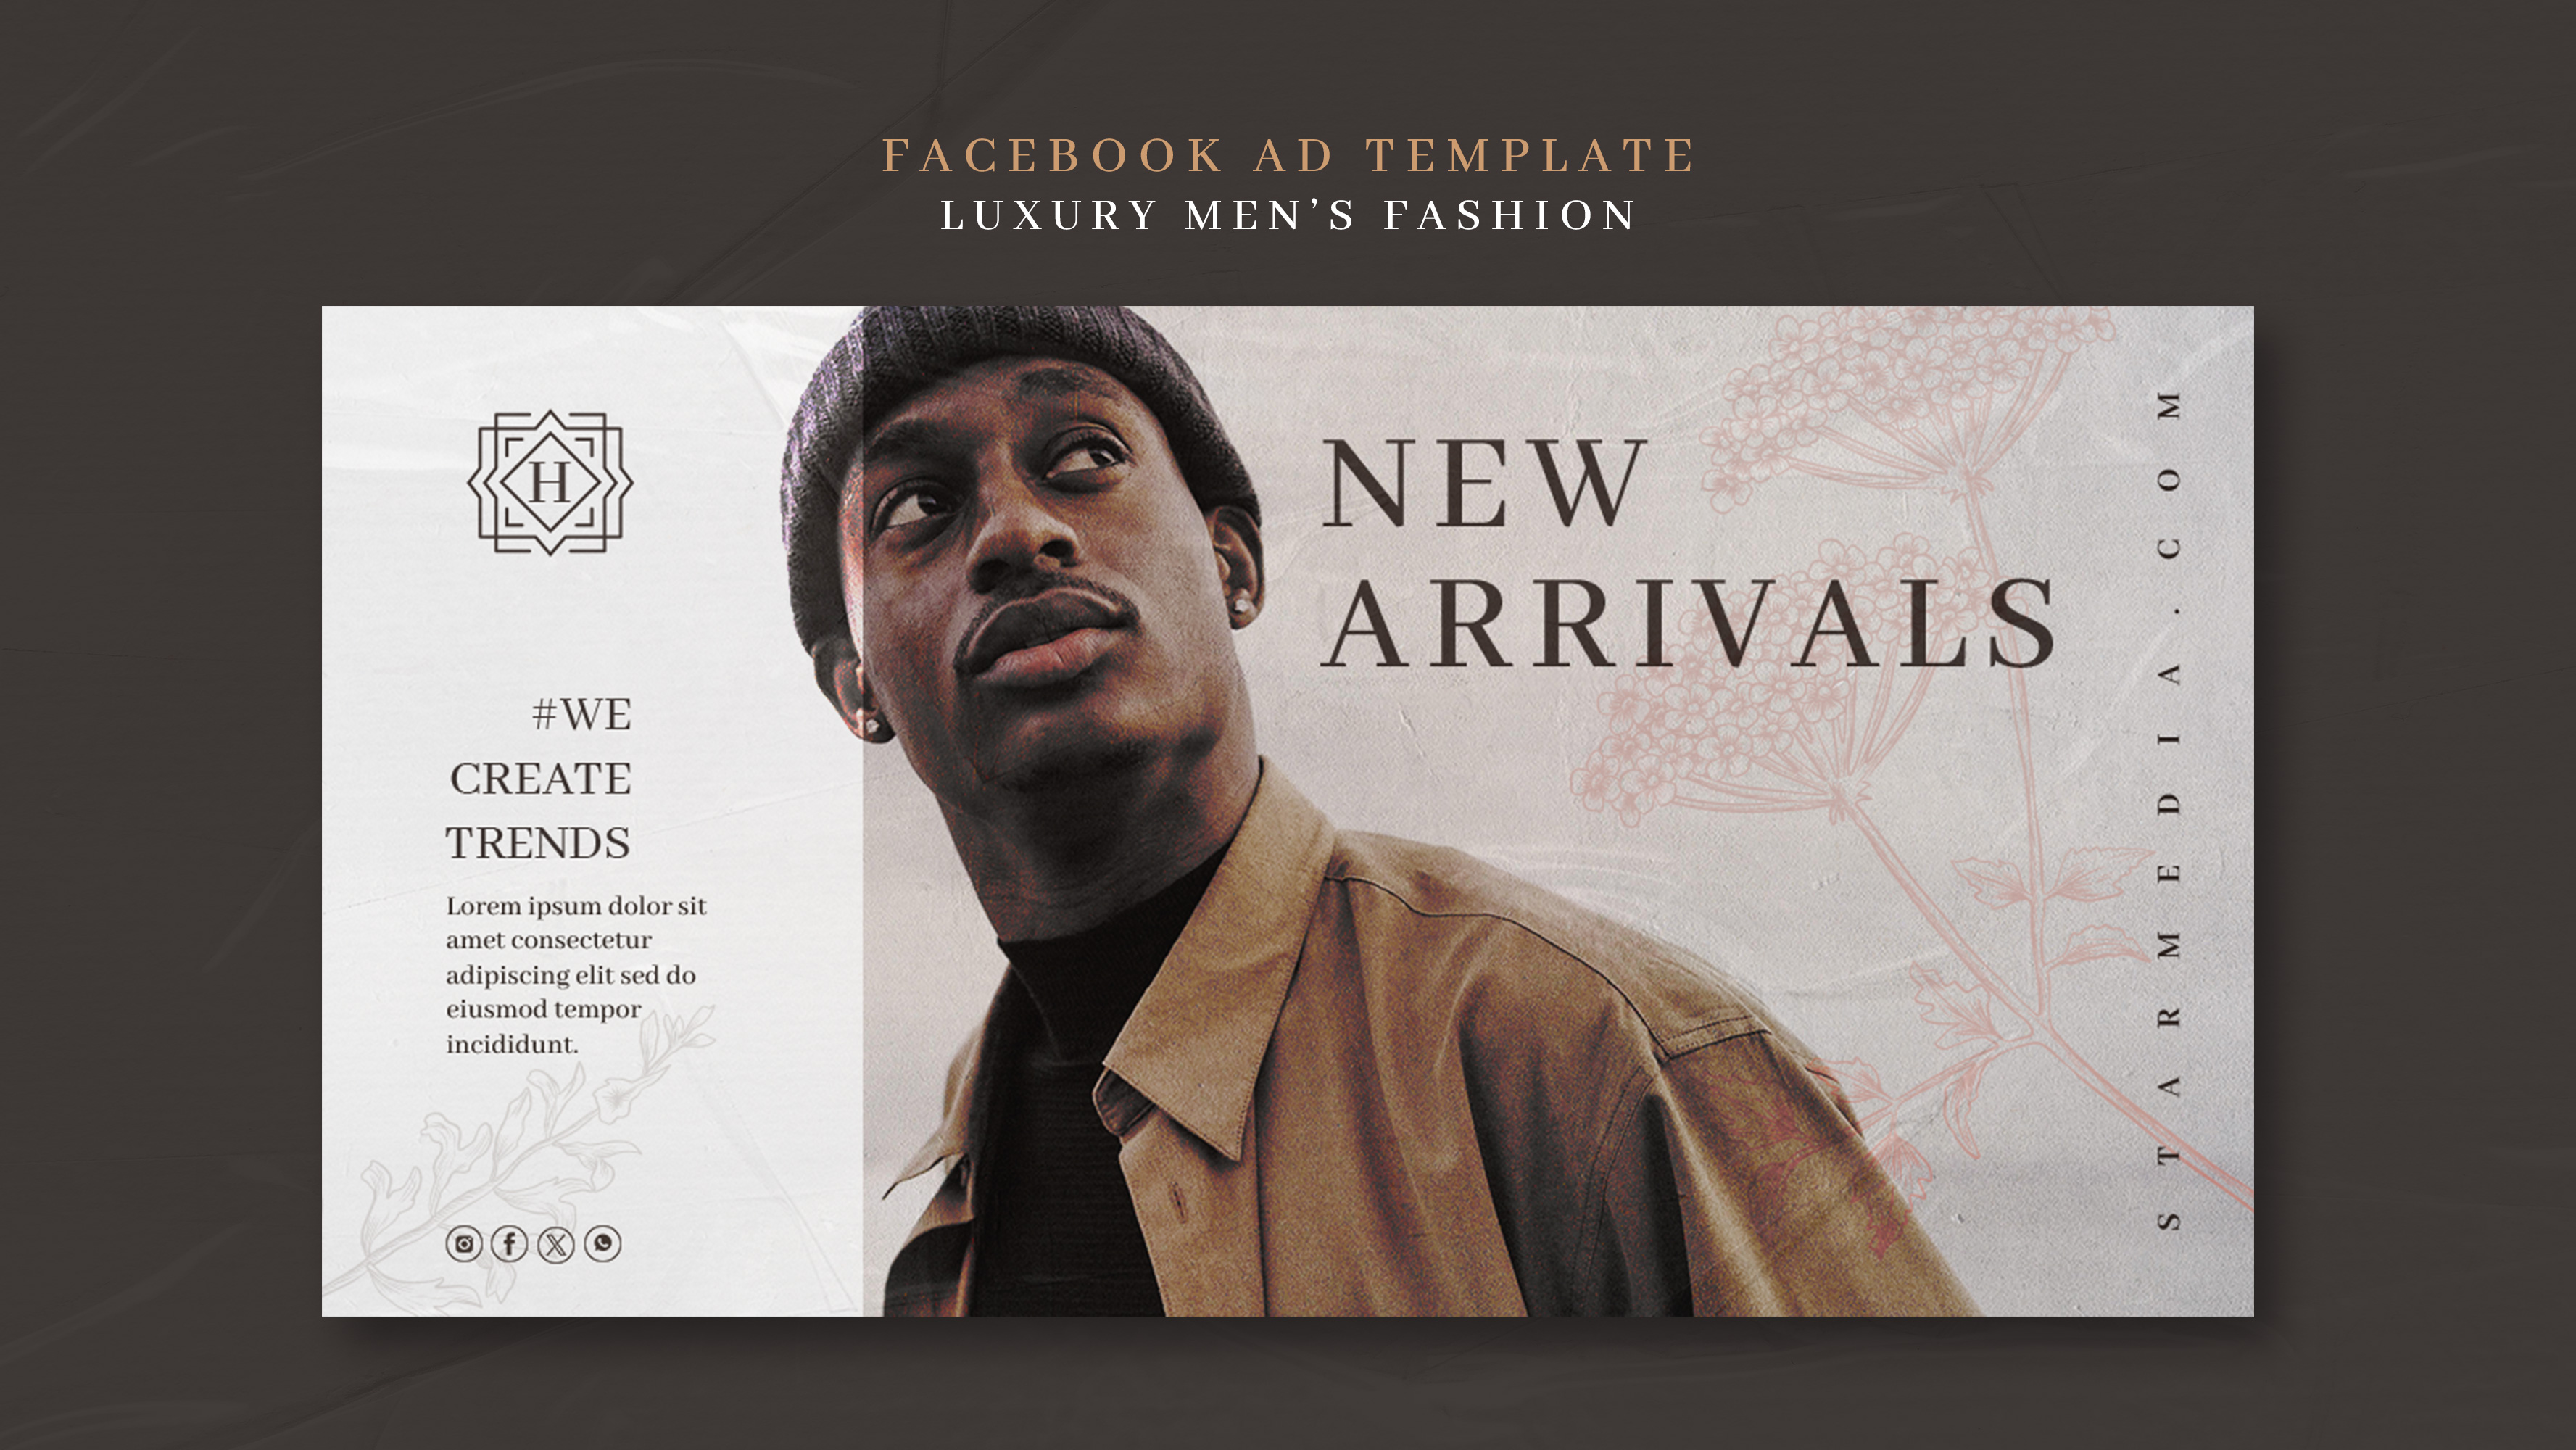 FACEBOOK AD TEMPLATE
LUXURY MEN’S FASHION
H
#WE
CREATE
TRENDS
Lorem ipsum dolor sit
amet consectetur
adipiscing elit sed do
eiusmod tempor
incididunt.
NEW
ARRIVALS
STARMEDIA.COM